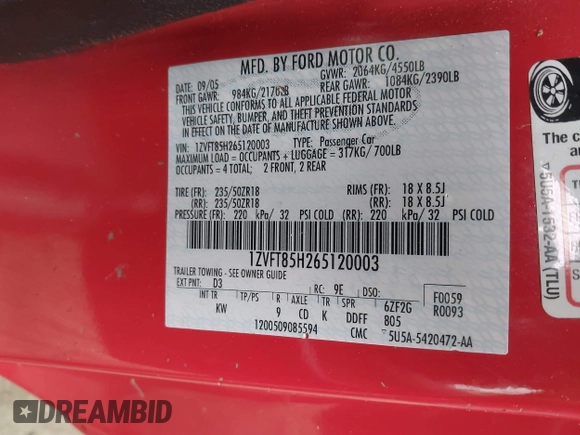 MFD. BY FORD MOTOR CO.
DATE: 09/05 GVWR: 2064KG/4550LB
FRONT GAWR: 984KG/2170LB REAR GAWR: 1084KG/2390LB
THIS VEHICLE CONFORMS TO ALL APPLICABLE FEDERAL MOTOR
VEHICLE SAFETY, BUMPER, AND THEFT PREVENTION STANDARDS
IN EFFECT ON THE DATE OF MANUFACTURE SHOWN ABOVE.
VIN: 1ZVFT85H265120003 TYPE: Passenger Car
MAXIMUM LOAD = OCCUPANTS + LUGGAGE = 317KG/700LB
OCCUPANTS = 4 TOTAL; 2 FRONT, 2 REAR
TIRE (FR): 235/50ZR18 RIMS (FR): 18 X 8.5J
(RR): 235/50ZR18 (RR): 18 X 8.5J
PRESSURE (FR): 220 kPa/ 32 PSI COLD (RR): 220 kPa/ 32 PSI COLD
1ZVFT85H265120003
TRAILER TOWING - SEE OWNER GUIDE
EXT PNT: D3 RC: 9E DSO: F0059
INT TR TP/PS R AXLE TR SPR 6ZF2G R0093
KW 9 CD K DDFF 805
1200509085594 CMC 5U5A-5420472-AA
The c
a
5U5A-1532-AA (TLU)
DREAMBID